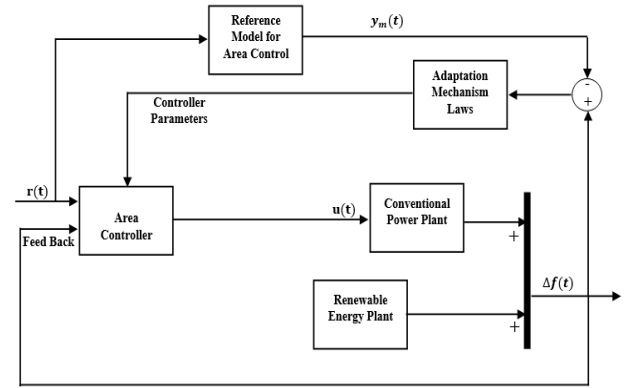 Reference
Model for
Area Control
yₘ(t)
Adaptation
Mechanism
Laws
-
+
Controller
Parameters
r(t)
Area
Controller
Feed Back
u(t)
Conventional
Power Plant
+
Δf(t)
Renewable
Energy Plant
+